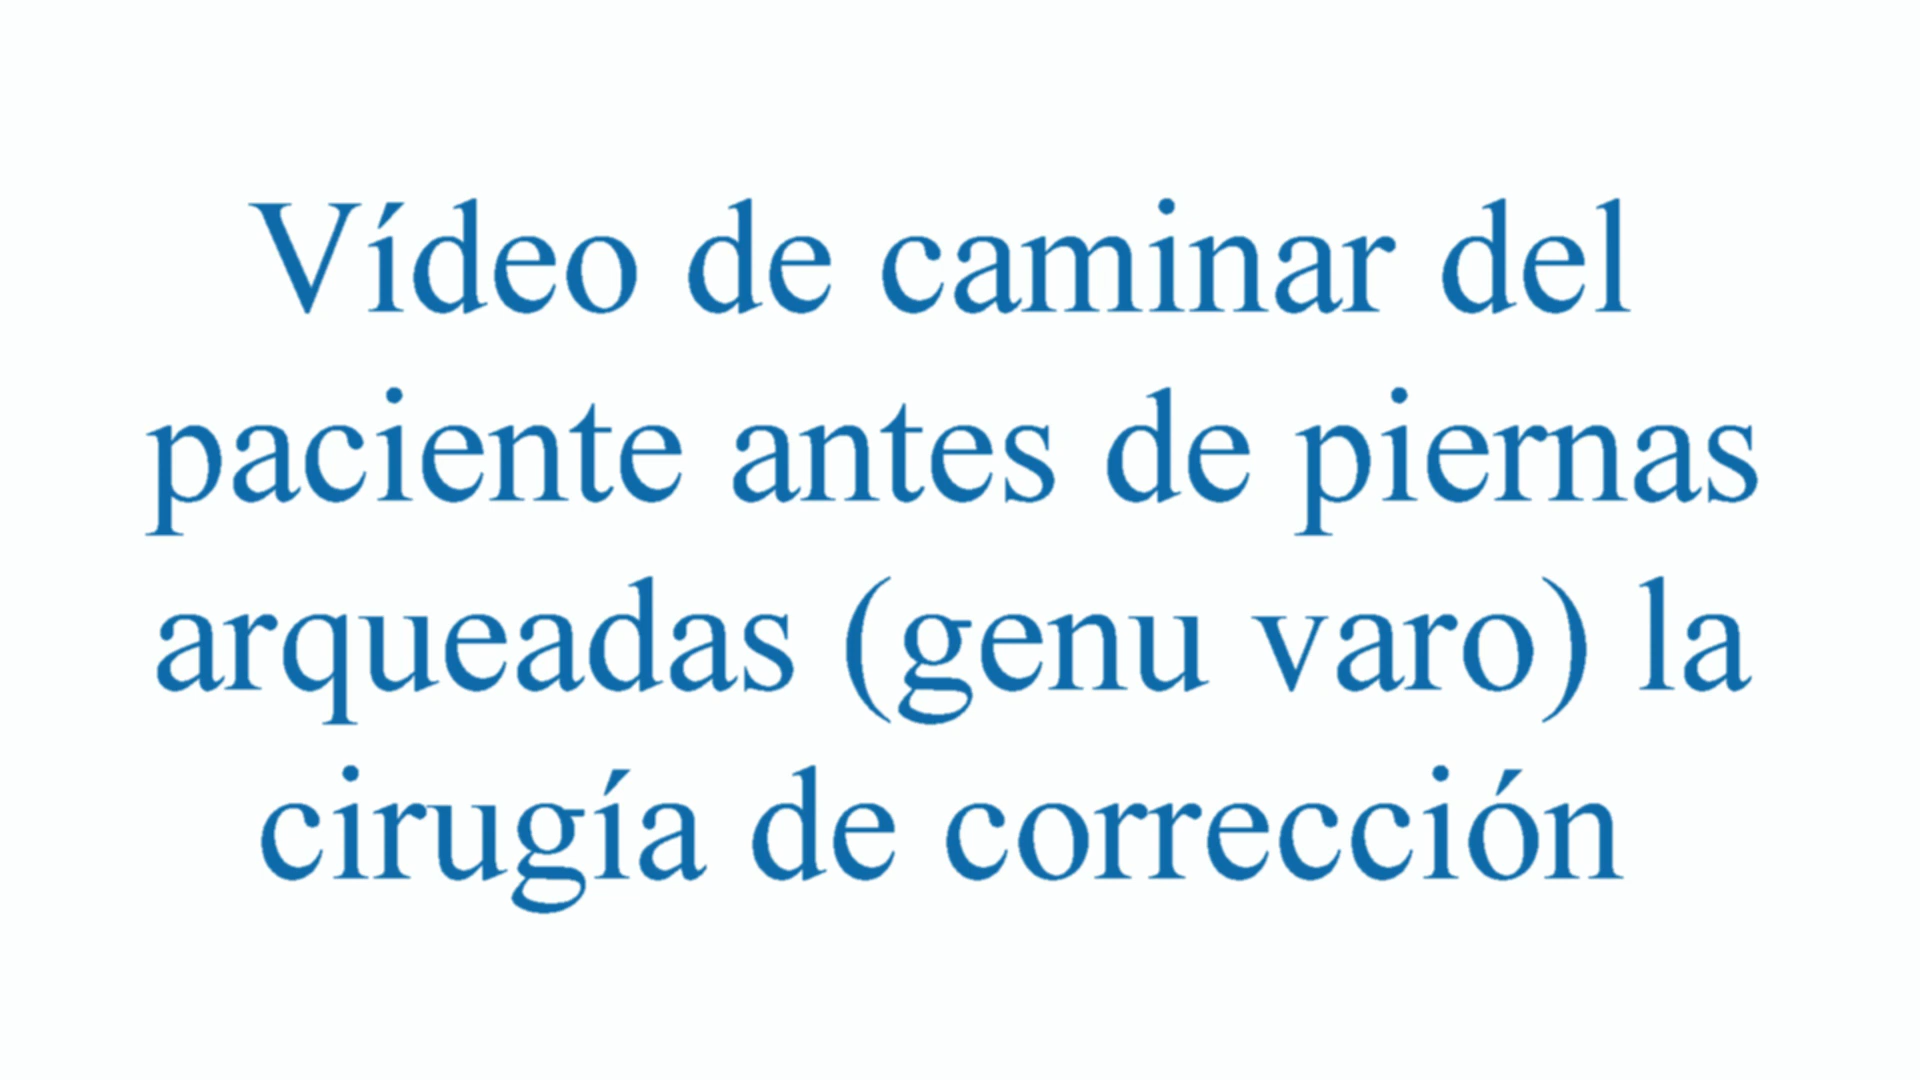 Vídeo de caminar del
paciente antes de piernas
arqueadas (genu varo) la
cirugía de corrección